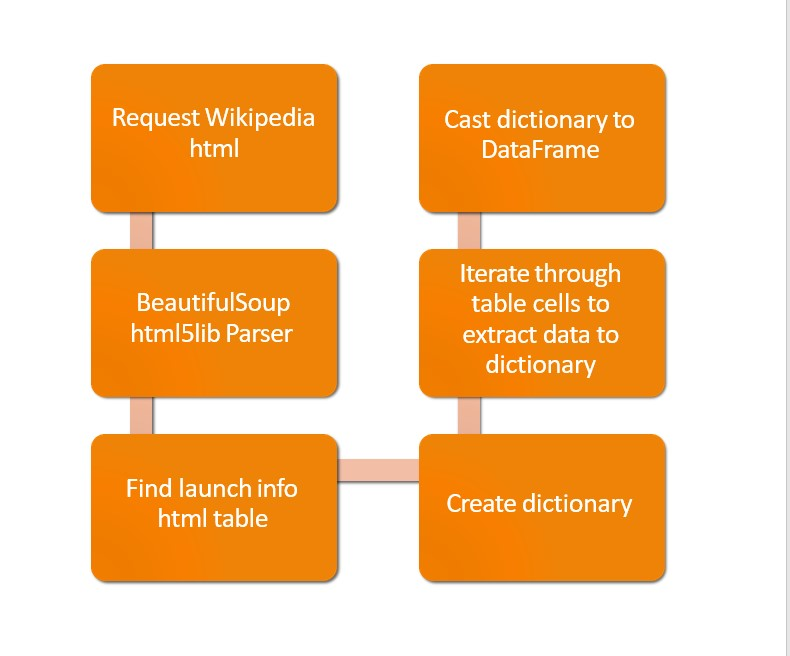 Request Wikipedia
html
BeautifulSoup
html5lib Parser
Find launch info
html table
Create dictionary
Iterate through
table cells to
extract data to
dictionary
Cast dictionary to
DataFrame